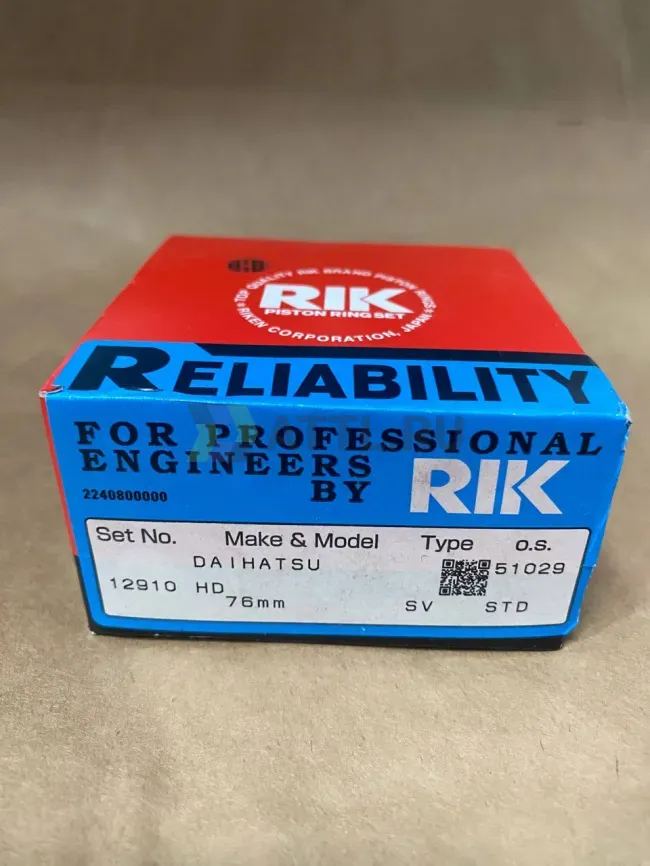 TOP QUALITY RIK BRAND PISTON RINGS
RIK
PISTON RING SET
RIKEN CORPORATION, JAPAN
RELIABILITY
FOR PROFESSIONAL
ENGINEERS
BY RIK
2240800000
Set No. Make & Model Type o.s.
DAIHATSU 51029
12910 HD
76mm SV STD